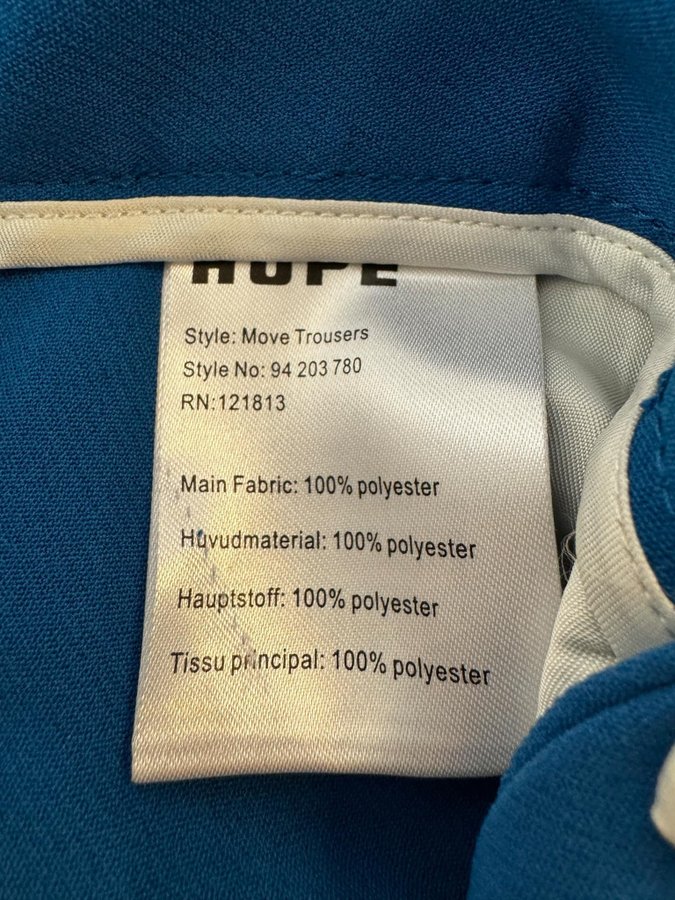 HOPE
Style: Move Trousers
Style No: 94 203 780
RN:121813
Main Fabric: 100% polyester
Huvudmaterial: 100% polyester
Hauptstoff: 100% polyester
Tissu principal: 100% polyester